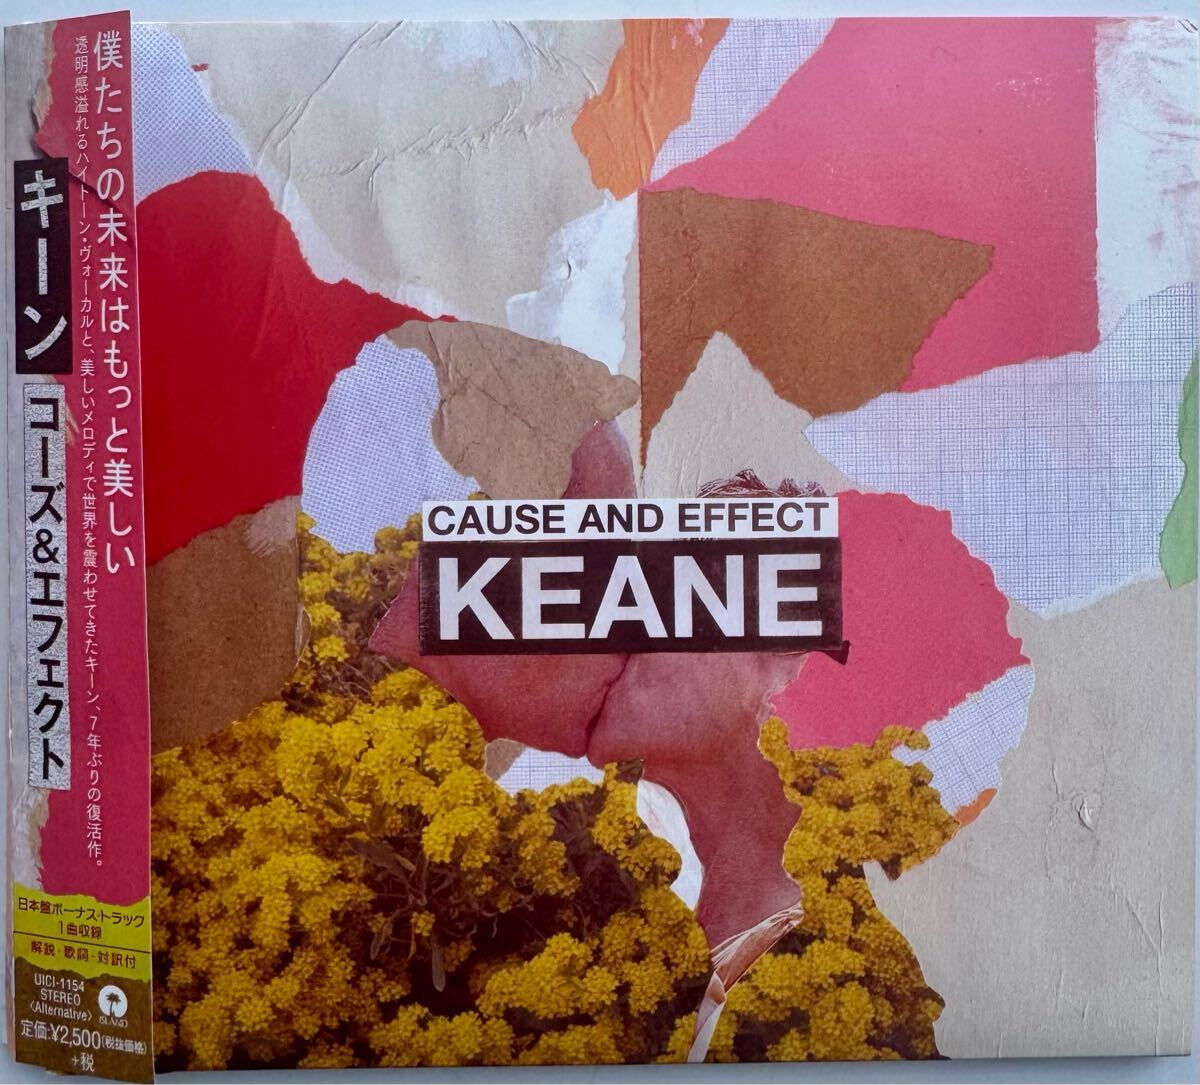 僕たちの未来はもっと美しい
透明感溢れるハイトーン・ヴォーカルと、美しいメロディで世界を震わせてきたキーン、7年ぶりの復活作。
キーン
コーズ&エフェクト
日本盤ボーナス・トラック
1曲収録
解説・歌詞・対訳付
UICI-1154
STEREO
〈Alternative〉
ISLAND
定価:¥2,500(税抜価格)
+税
CAUSE AND EFFECT
KEANE